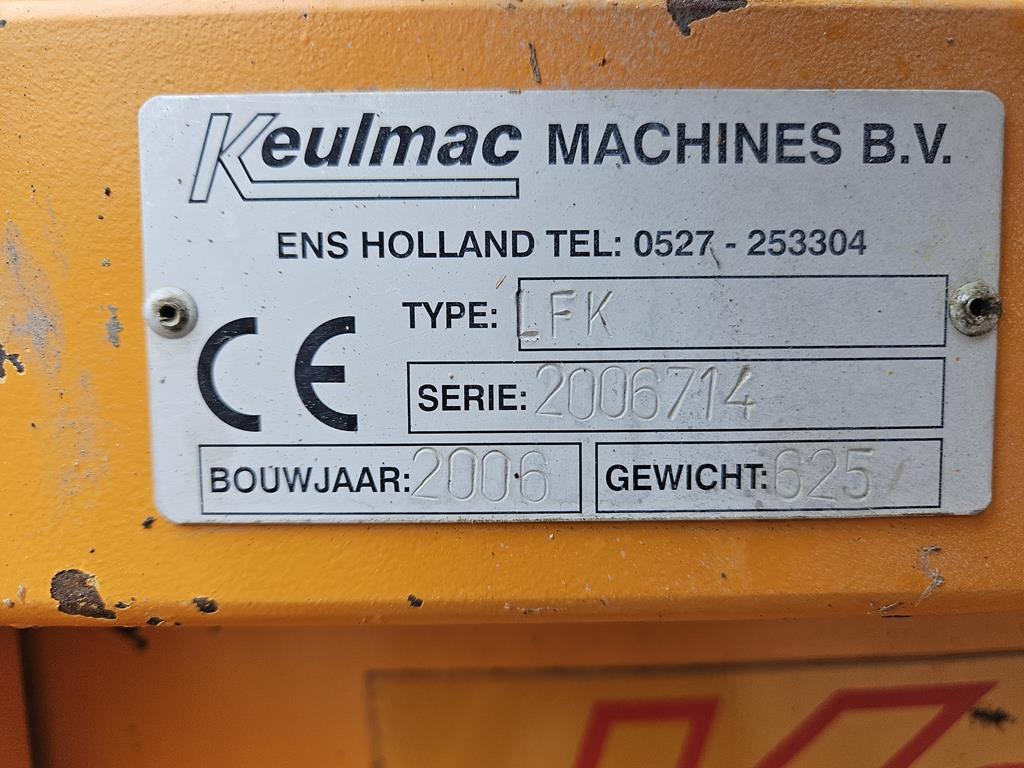 Keulmac MACHINES B.V.
ENS HOLLAND TEL: 0527 - 253304
TYPE: LFK
CE
SERIE: 2006714
BOUWJAAR: 2006 GEWICHT: 625